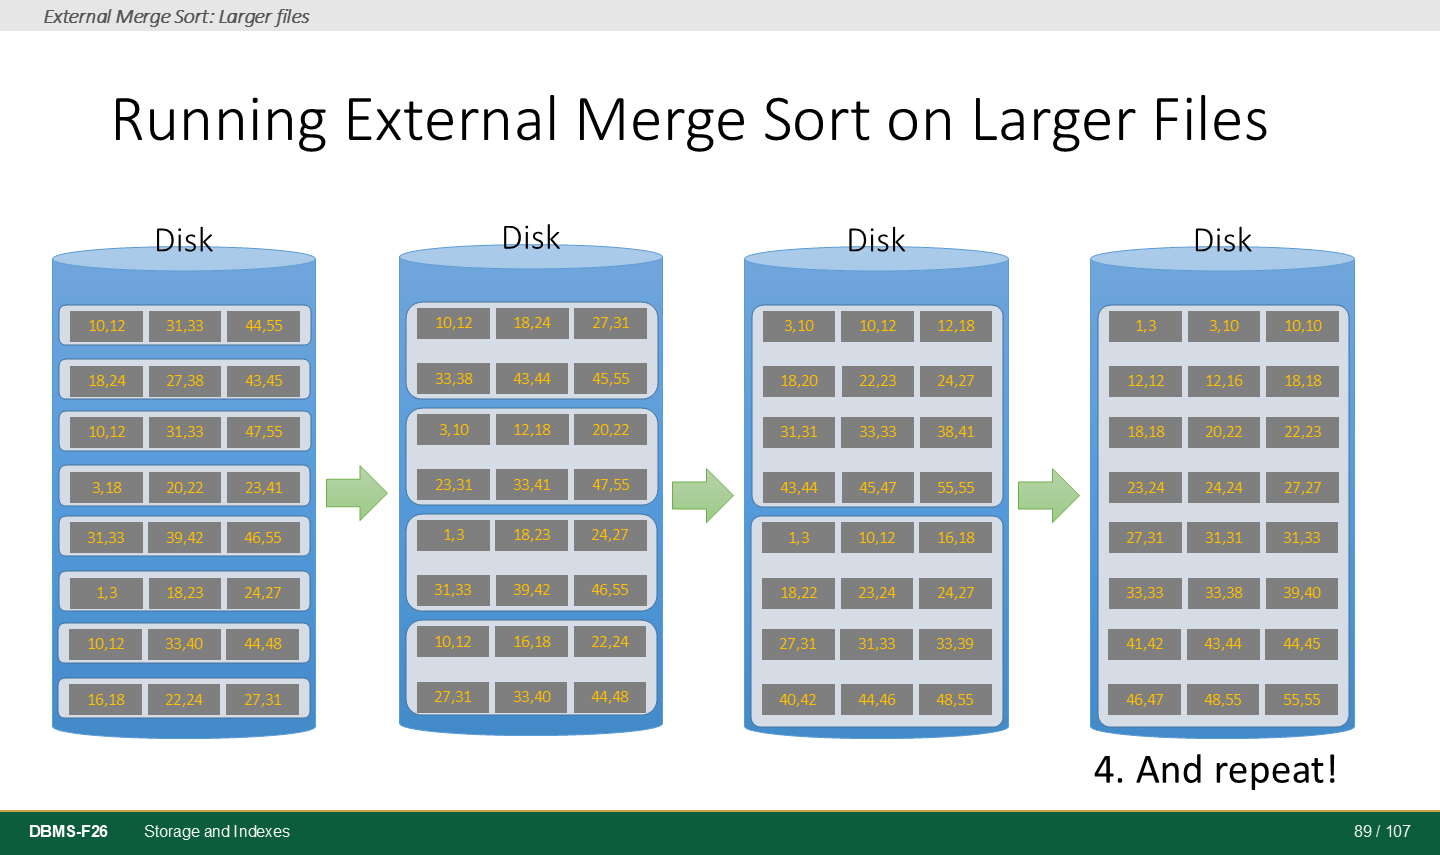 External Merge Sort: Larger files
Running External Merge Sort on Larger Files
Disk
10,12 31,33 44,55
18,24 27,38 43,45
10,12 31,33 47,55
3,18 20,22 23,41
31,33 39,42 46,55
1,3 18,23 24,27
10,12 33,40 44,48
16,18 22,24 27,31
Disk
10,12 18,24 27,31
33,38 43,44 45,55
3,10 12,18 20,22
23,31 33,41 47,55
1,3 18,23 24,27
31,33 39,42 46,55
10,12 16,18 22,24
27,31 33,40 44,48
Disk
3,10 10,12 12,18
18,20 22,23 24,27
31,31 33,33 38,41
43,44 45,47 55,55
1,3 10,12 16,18
18,22 23,24 24,27
27,31 31,33 33,39
40,42 44,46 48,55
Disk
1,3 3,10 10,10
12,12 12,16 18,18
18,18 20,22 22,23
23,24 24,24 27,27
27,31 31,31 31,33
33,33 33,38 39,40
41,42 43,44 44,45
46,47 48,55 55,55
4. And repeat!
DBMS-F26 Storage and Indexes 89 / 107